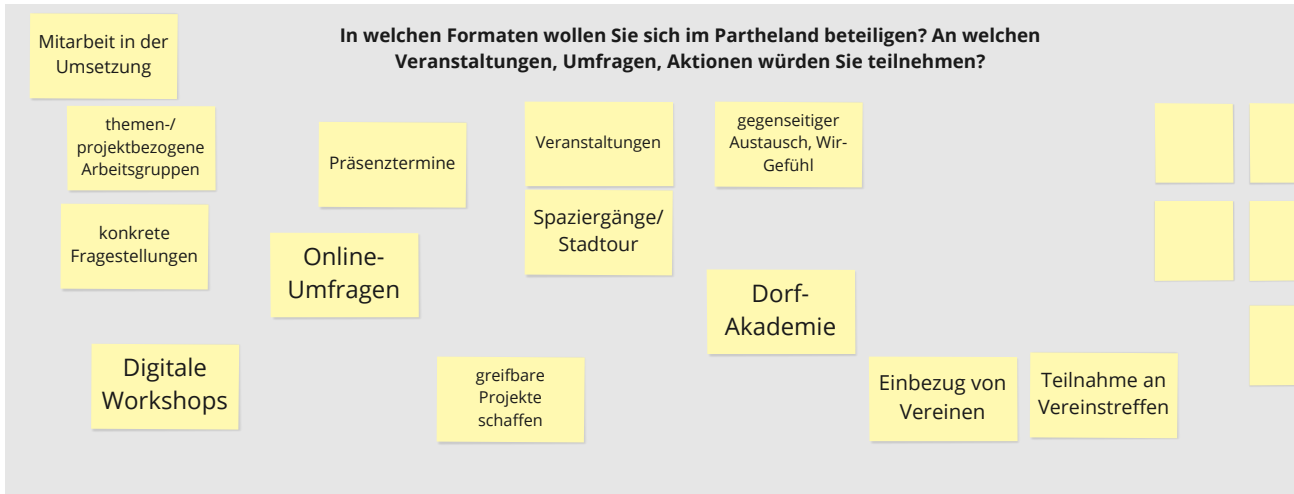 In welchen Formaten wollen Sie sich im Partheland beteiligen? An welchen
Veranstaltungen, Umfragen, Aktionen würden Sie teilnehmen?
Mitarbeit in der
Umsetzung
themen-/
projektbezogene
Arbeitsgruppen
konkrete
Fragestellungen
Digitale
Workshops
Präsenztermine
Online-
Umfragen
greifbare
Projekte
schaffen
Veranstaltungen
Spaziergänge/
Stadtour
gegenseitiger
Austausch, Wir-
Gefühl
Dorf-
Akademie
Einbezug von
Vereinen
Teilnahme an
Vereinstreffen